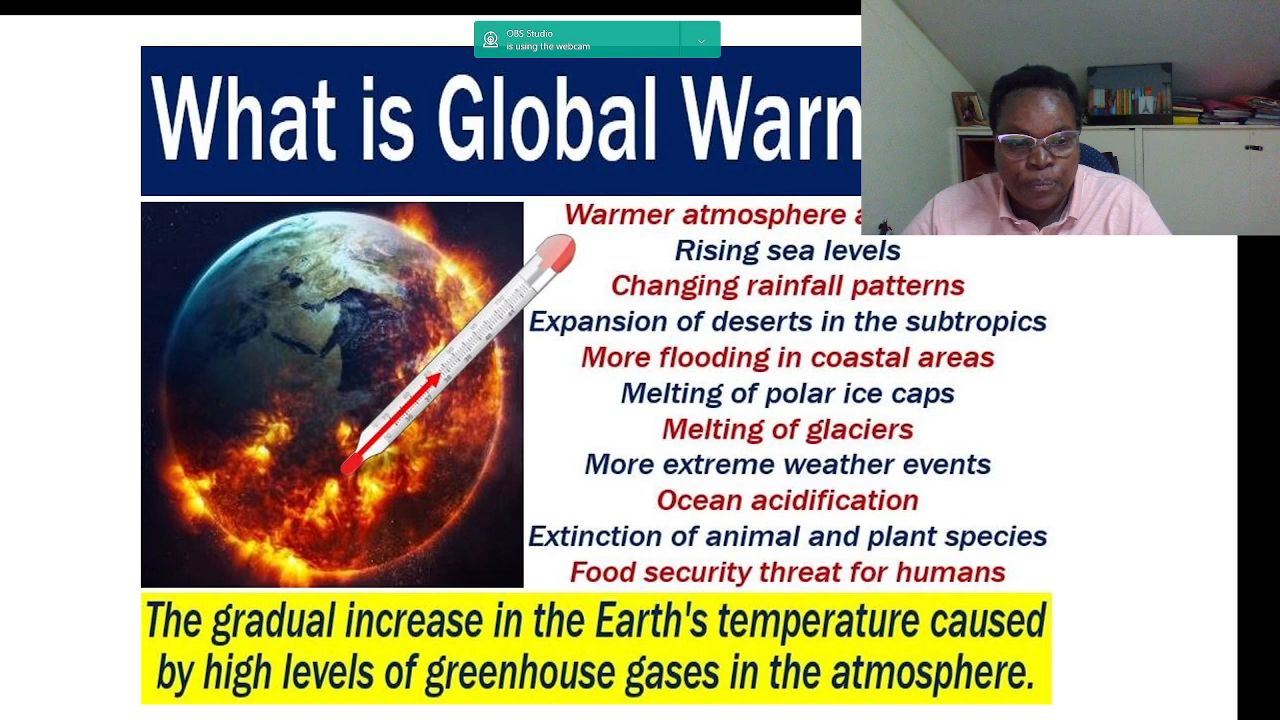 OBS Studio
is using the webcam
What is Global
Warmer atmosphere
Rising sea levels
Changing rainfall patterns
Expansion of deserts in the subtropics
More flooding in coastal areas
Melting of polar ice caps
Melting of glaciers
More extreme weather events
Ocean acidification
Extinction of animal and plant species
Food security threat for humans
The gradual increase in the Earth's temperature caused
by high levels of greenhouse gases in the atmosphere.